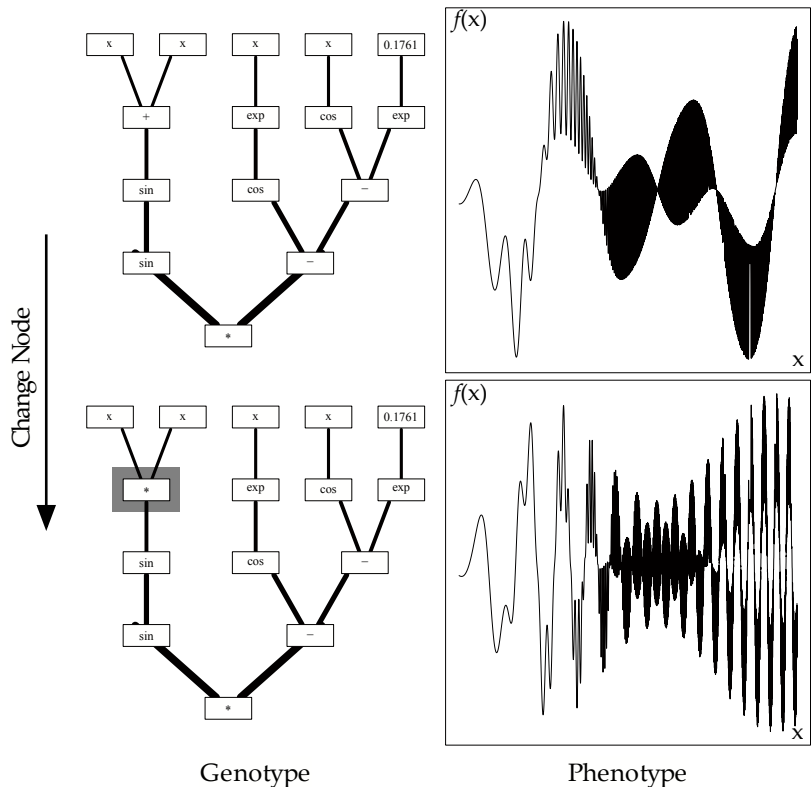 f(x)
x x x x 0.1761
+ exp cos exp
sin cos −
sin −
*
x
Change Node
f(x)
x x x x 0.1761
* exp cos exp
sin cos −
sin −
*
x
Genotype Phenotype